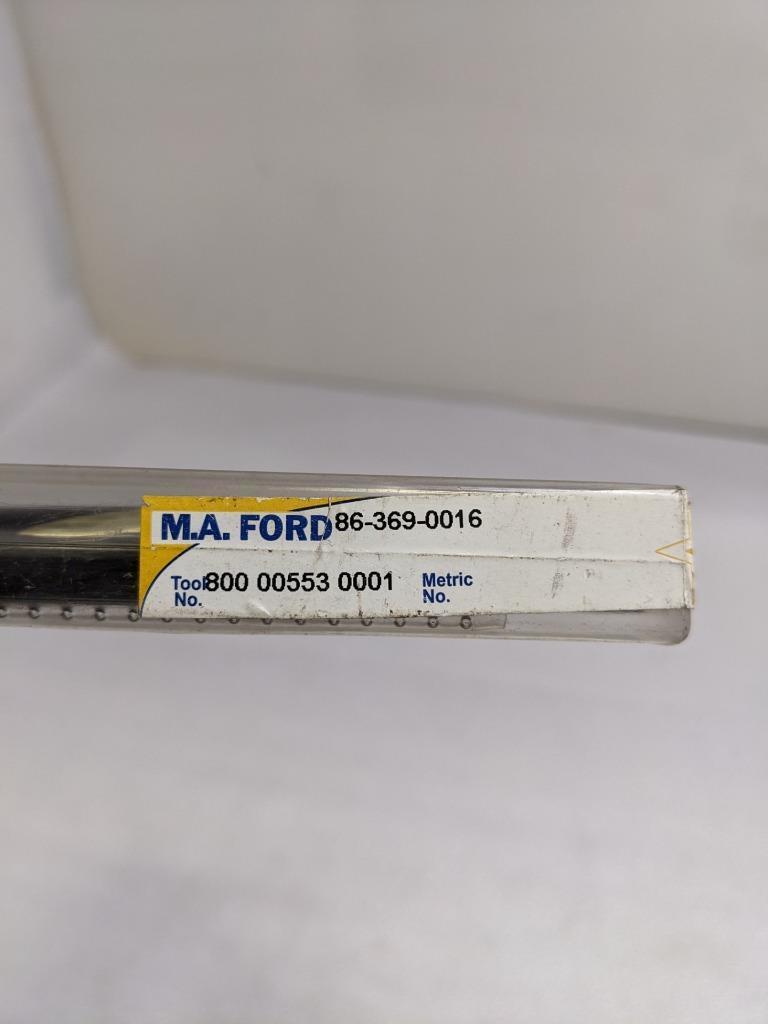 M.A. FORD 86-369-0016
Tool No. 800 00553 0001 Metric No.